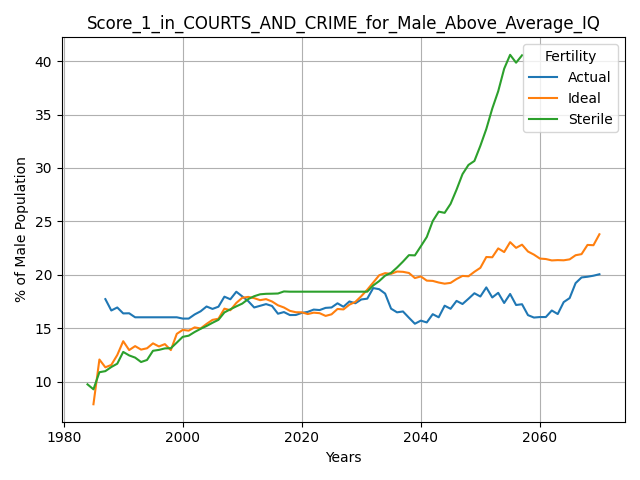 Score_1_in_COURTS_AND_CRIME_for_Male_Above_Average_IQ
Fertility
Actual
Ideal
Sterile
% of Male Population
40
35
30
25
20
15
10
1980
2000
2020
2040
2060
Years